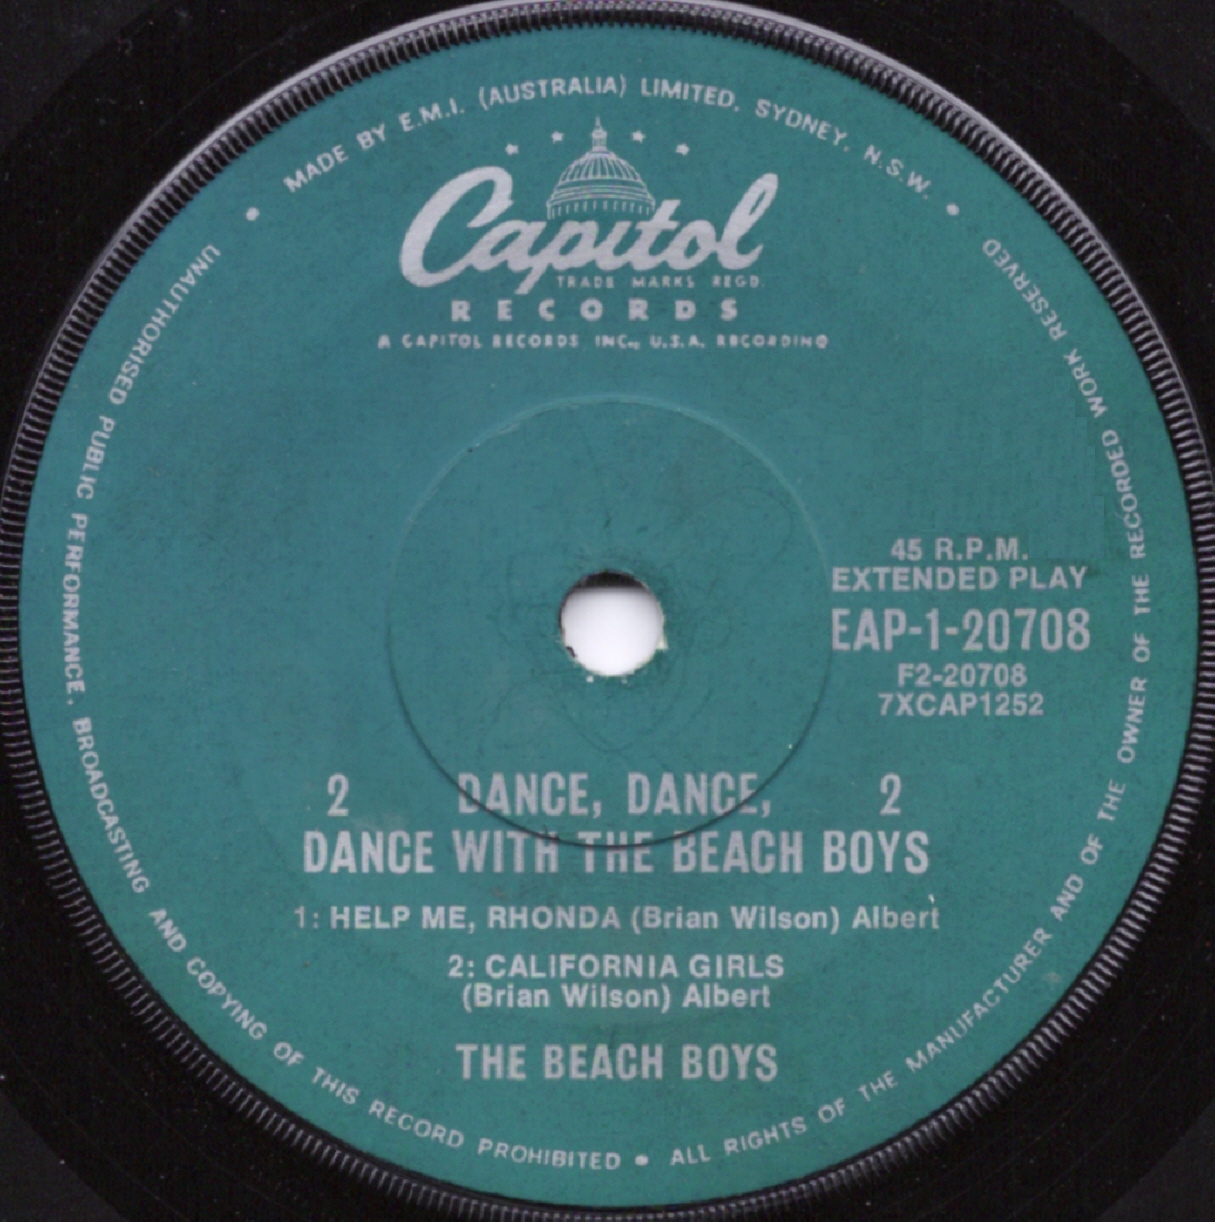 MADE BY E.M.I. (AUSTRALIA) LIMITED. SYDNEY, N.S.W.
Capitol
TRADE MARKS REGD.
RECORDS
A CAPITOL RECORDS INC., U.S.A. RECORDING
45 R.P.M.
EXTENDED PLAY
EAP-1-20708
F2-20708
7XCAP1252
2 DANCE, DANCE, 2
DANCE WITH THE BEACH BOYS
1: HELP ME, RHONDA (Brian Wilson) Albert
2: CALIFORNIA GIRLS
(Brian Wilson) Albert
THE BEACH BOYS
UNAUTHORISED PUBLIC PERFORMANCE, BROADCASTING AND COPYING OF THIS RECORD PROHIBITED • ALL RIGHTS OF THE MANUFACTURER AND OF THE OWNER OF THE RECORDED WORK RESERVED